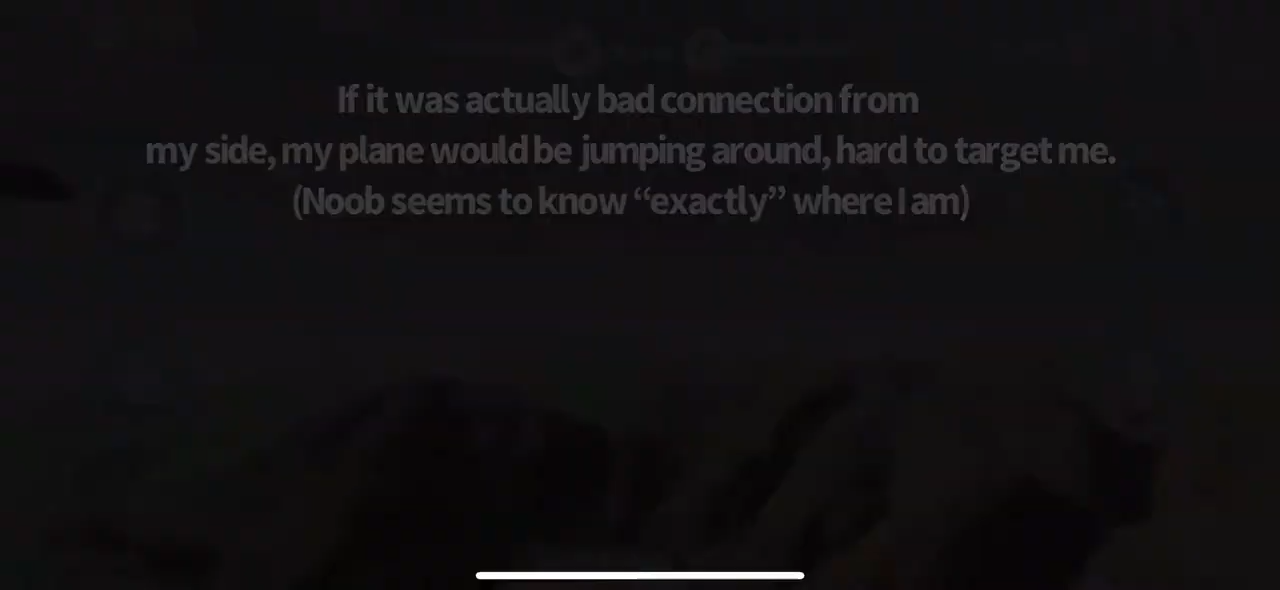 If it was actually bad connection from
my side, my plane would be jumping around, hard to target me.
(Noob seems to know “exactly” where I am)